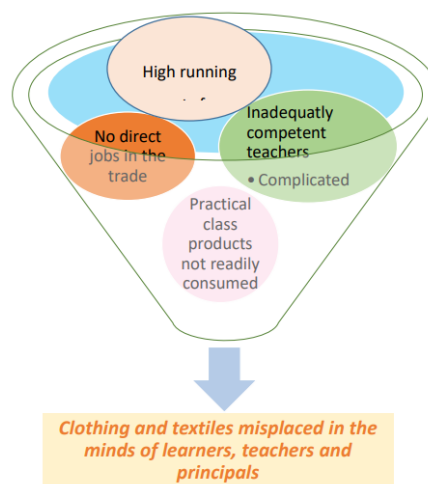 High running
Inadequatly
competent
teachers
• Complicated
No direct
jobs in the
trade
Practical
class
products
not readily
consumed
Clothing and textiles misplaced in the
minds of learners, teachers and
principals